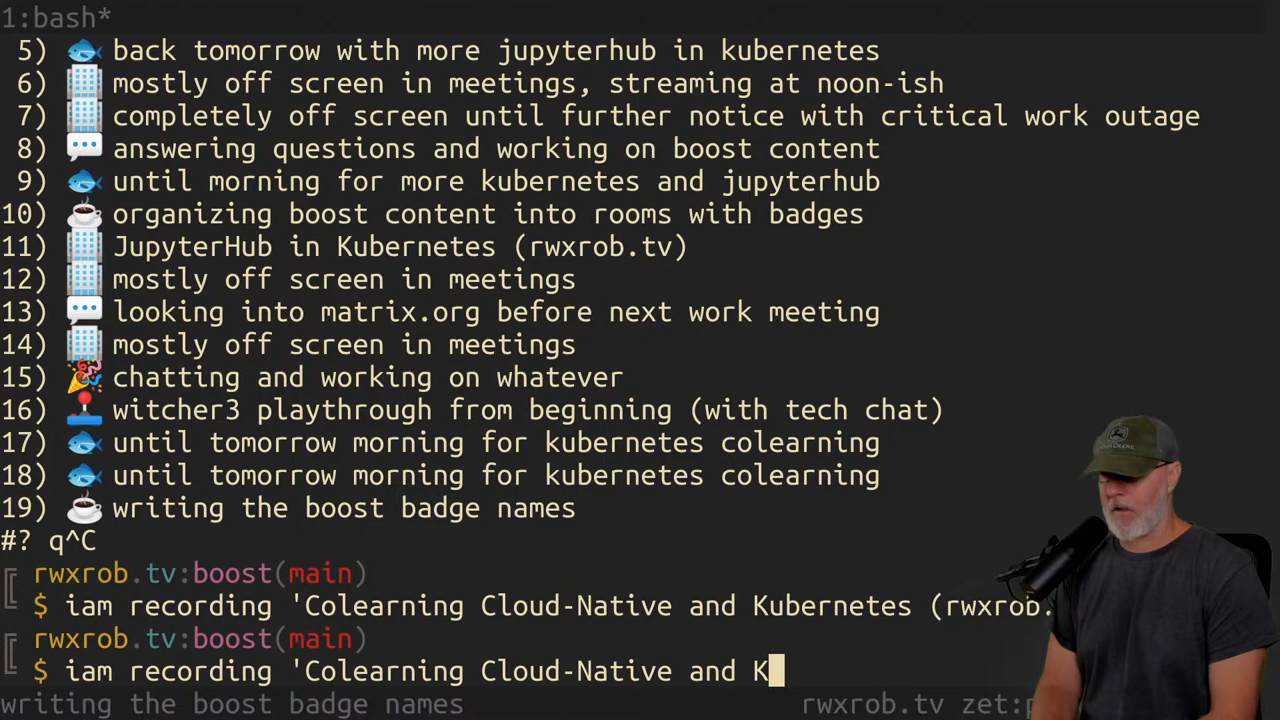 1:bash*
5) 🐟 back tomorrow with more jupyterhub in kubernetes
6) 🏢 mostly off screen in meetings, streaming at noon-ish
7) 🏢 completely off screen until further notice with critical work outage
8) 💬 answering questions and working on boost content
9) 🐟 until morning for more kubernetes and jupyterhub
10) ☕ organizing boost content into rooms with badges
11) 🏢 JupyterHub in Kubernetes (rwxrob.tv)
12) 🏢 mostly off screen in meetings
13) 💬 looking into matrix.org before next work meeting
14) 🏢 mostly off screen in meetings
15) 🎉 chatting and working on whatever
16) 🕹️ witcher3 playthrough from beginning (with tech chat)
17) 🐟 until tomorrow morning for kubernetes colearning
18) 🐟 until tomorrow morning for kubernetes colearning
19) ☕ writing the boost badge names
#? q^C
rwxrob.tv:boost(main)
$ iam recording 'Colearning Cloud-Native and Kubernetes (rwxrob.
rwxrob.tv:boost(main)
$ iam recording 'Colearning Cloud-Native and K
writing the boost badge names rwxrob.tv zet: